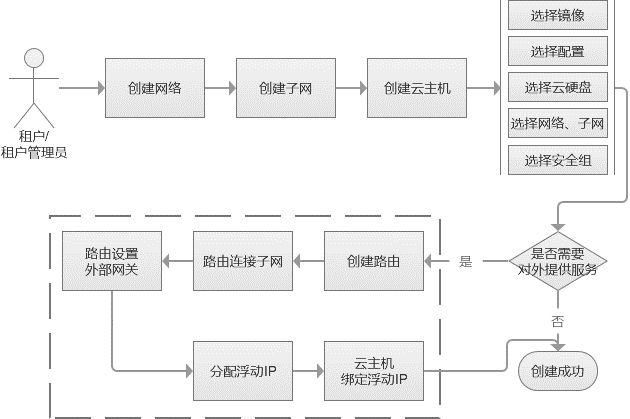 租户/
租户管理员
创建网络
创建子网
创建云主机
选择镜像
选择配置
选择云硬盘
选择网络、子网
选择安全组
是否需要
对外提供服务
是
否
创建路由
路由连接子网
路由设置
外部网关
分配浮动IP
云主机
绑定浮动IP
创建成功